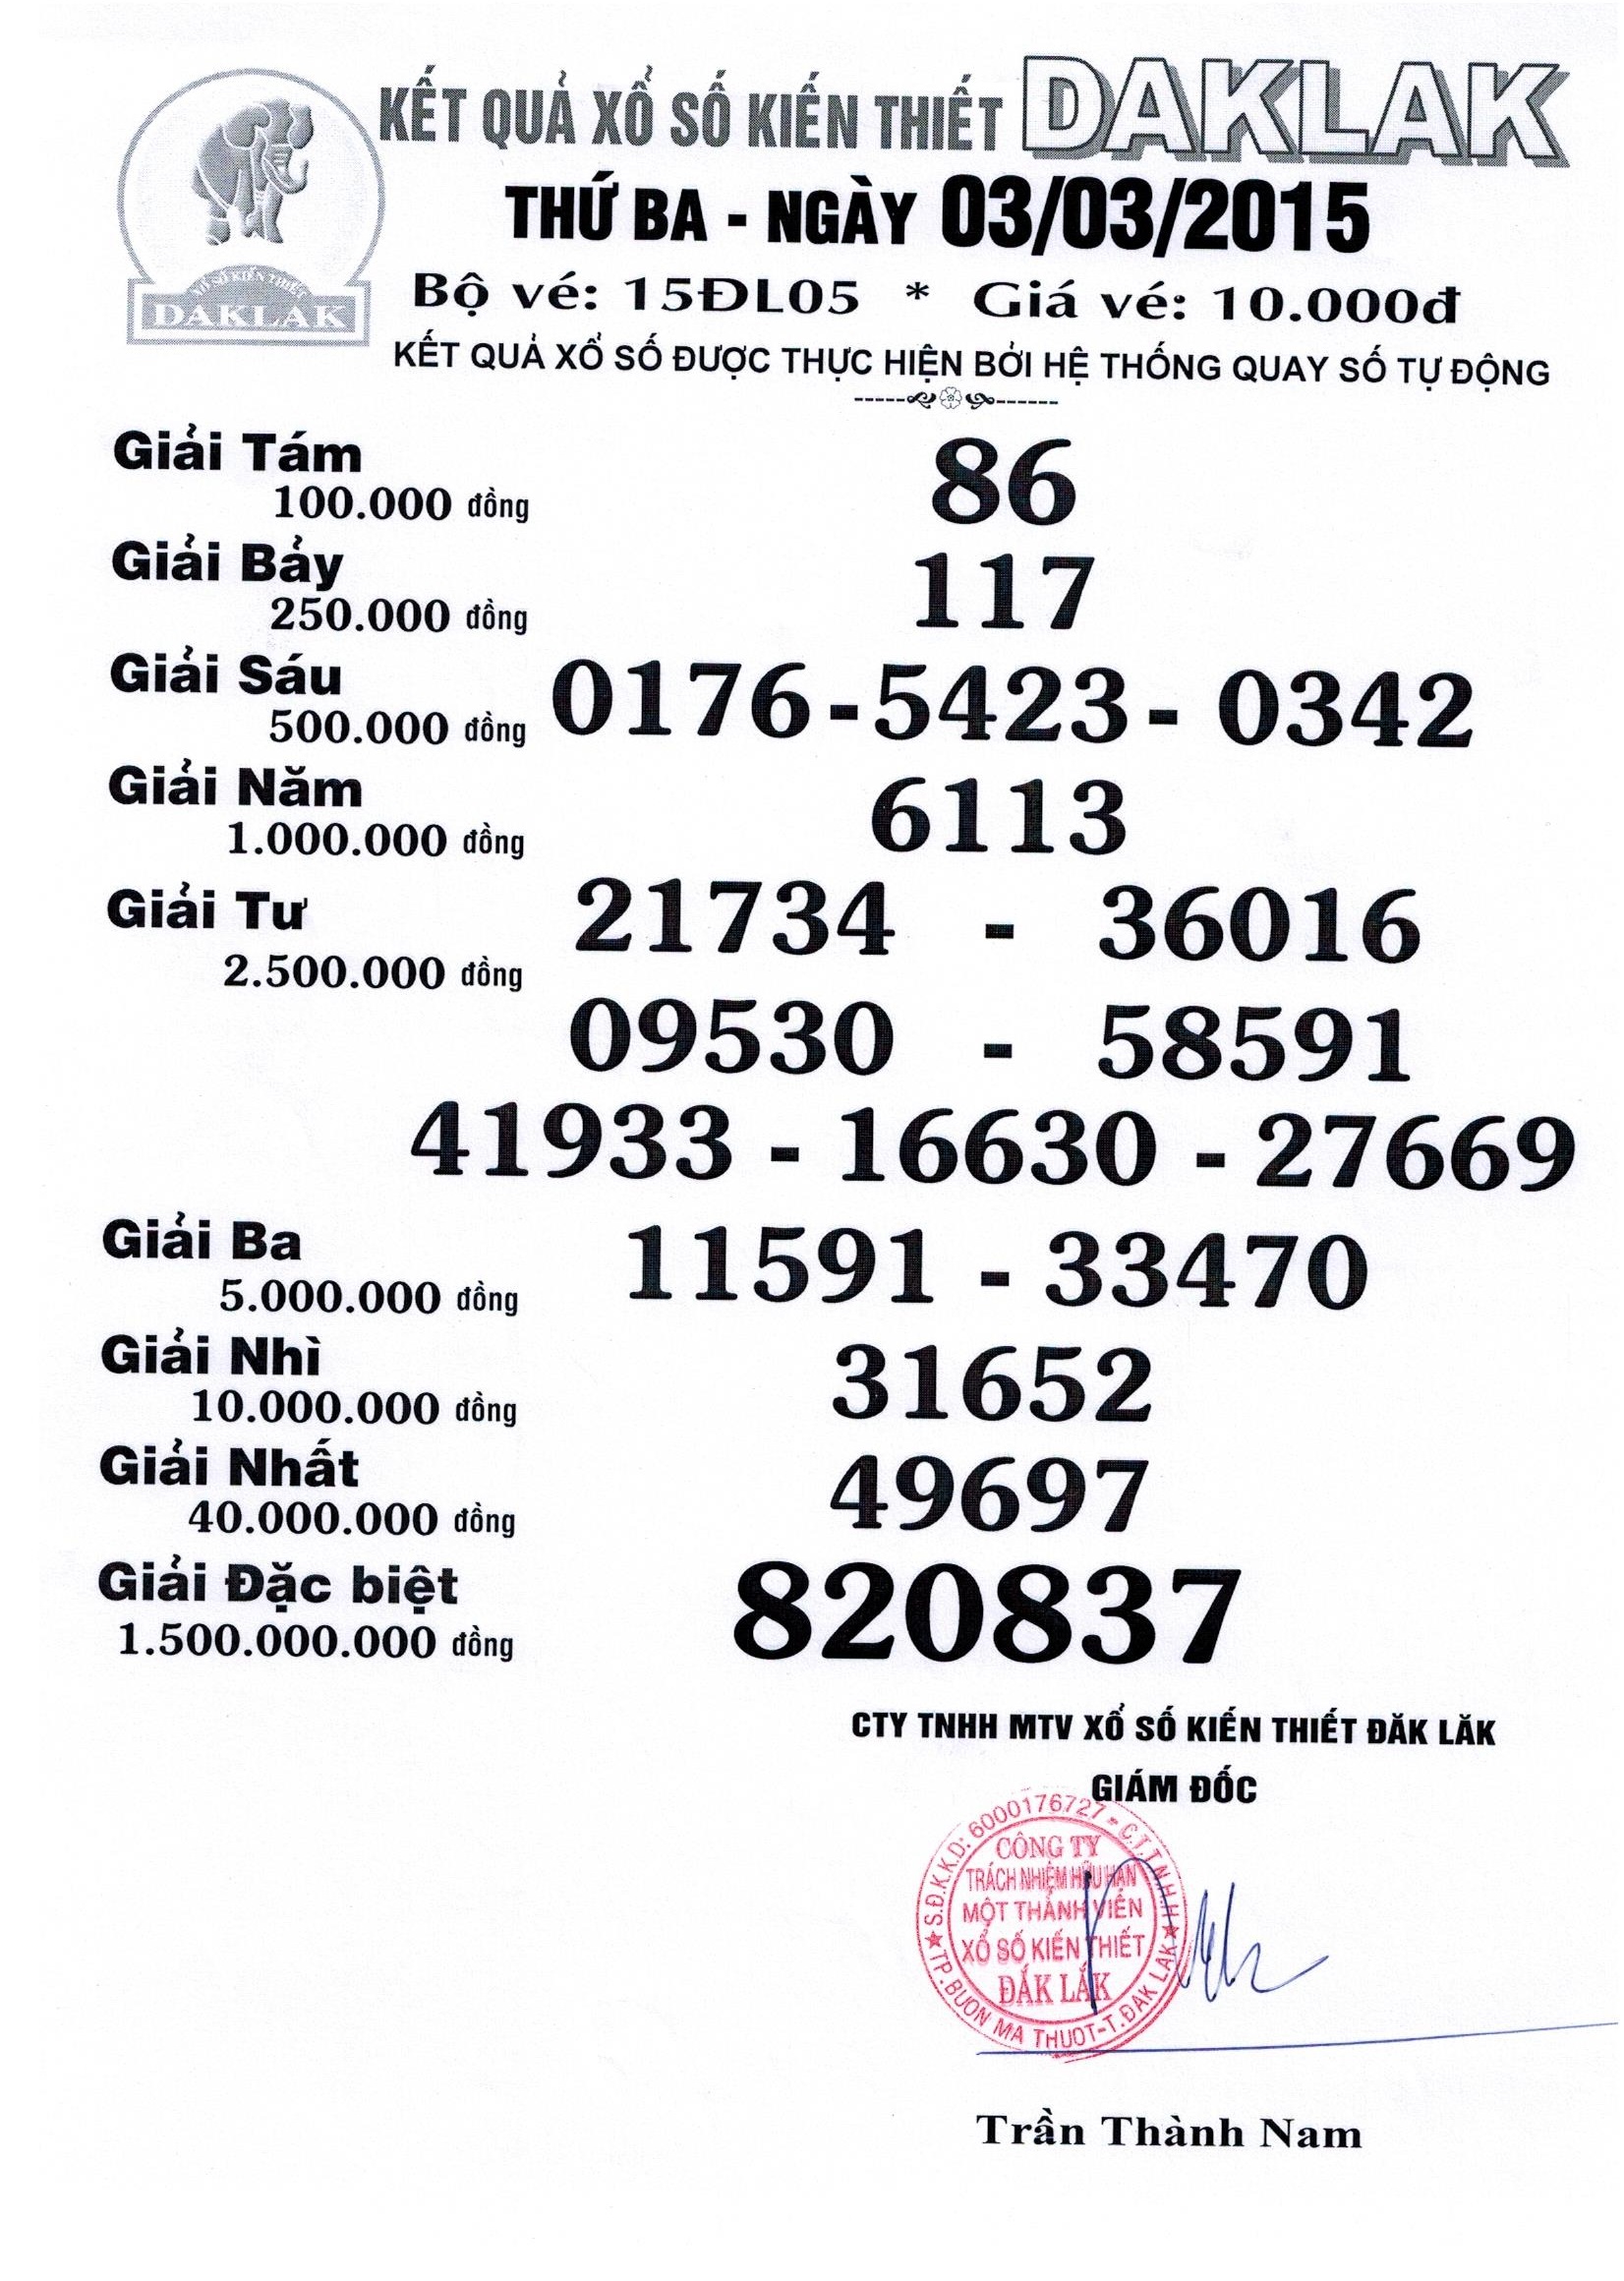 KẾT QUẢ XỔ SỐ KIẾN THIẾT DAKLAK
THỨ BA - NGÀY 03/03/2015
XỔ SỐ KIẾN THIẾT
DAKLAK
Bộ vé: 15ĐL05 * Giá vé: 10.000đ
KẾT QUẢ XỔ SỐ ĐƯỢC THỰC HIỆN BỞI HỆ THỐNG QUAY SỐ TỰ ĐỘNG
Giải Tám 86
100.000 đồng
Giải Bảy 117
250.000 đồng
Giải Sáu 0176 - 5423 - 0342
500.000 đồng
Giải Năm 6113
1.000.000 đồng
Giải Tư 21734 - 36016
2.500.000 đồng
09530 - 58591
41933 - 16630 - 27669
Giải Ba 11591 - 33470
5.000.000 đồng
Giải Nhì 31652
10.000.000 đồng
Giải Nhất 49697
40.000.000 đồng
Giải Đặc biệt 820837
1.500.000.000 đồng
CTY TNHH MTV XỔ SỐ KIẾN THIẾT ĐĂK LĂK
GIÁM ĐỐC
S.Đ.K.K.D: 6000176727 - C.T.T.N.H.H
CÔNG TY
TRÁCH NHIỆM HỮU HẠN
MỘT THÀNH VIÊN
XỔ SỐ KIẾN THIẾT
ĐẮK LẮK
TP.BUÔN MA THUỘT-T.ĐẮK LẮK
Trần Thành Nam